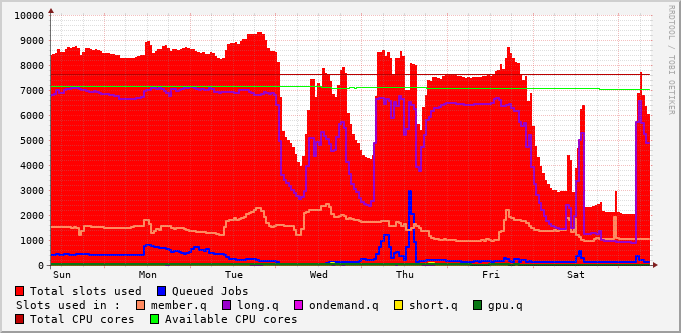 10000
9000
8000
7000
6000
5000
4000
3000
2000
1000
0
Sun Mon Tue Wed Thu Fri Sat
RRDTOOL / TOBI OETIKER
Total slots used Queued Jobs
Slots used in : member.q long.q ondemand.q short.q gpu.q
Total CPU cores Available CPU cores